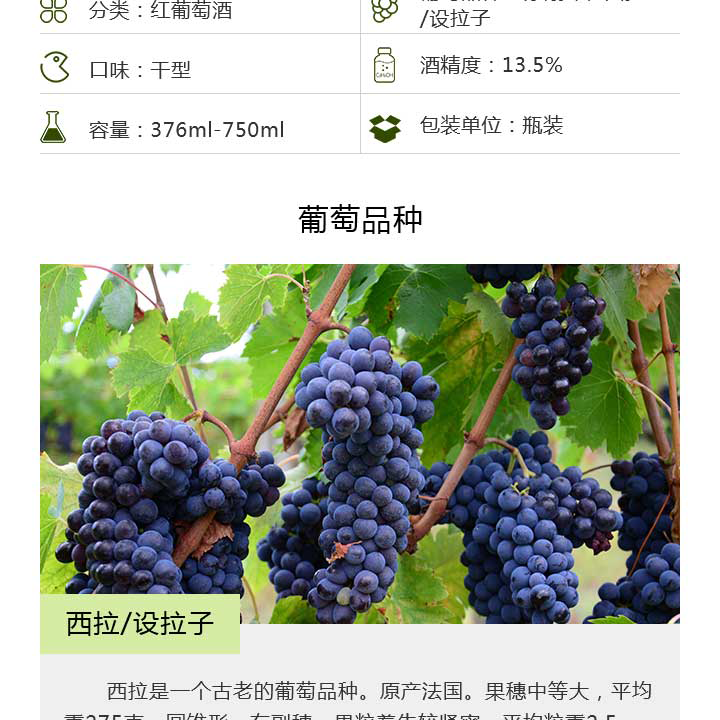 分类：红葡萄酒
/设拉子
口味：干型
酒精度：13.5%
容量：376ml-750ml
包装单位：瓶装
葡萄品种
西拉/设拉子
西拉是一个古老的葡萄品种。原产法国。果穗中等大，平均